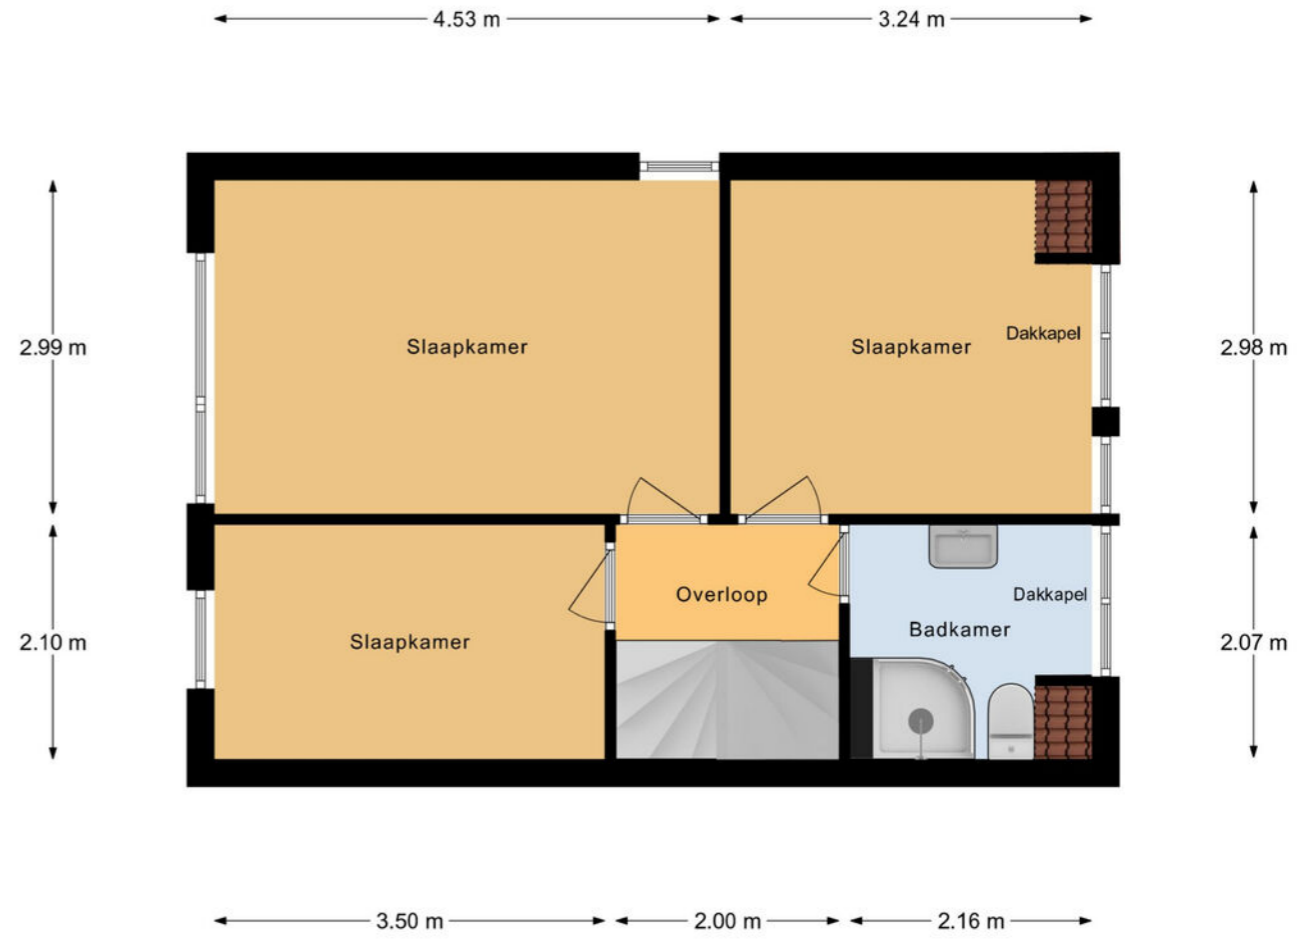 4.53 m
3.24 m
2.99 m
Slaapkamer
Slaapkamer
Dakkapel
2.98 m
2.10 m
Slaapkamer
Overloop
Dakkapel
Badkamer
2.07 m
3.50 m
2.00 m
2.16 m